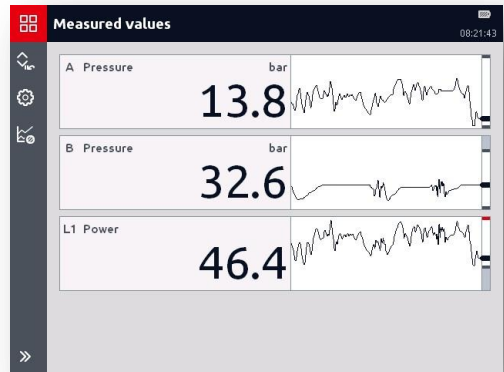 Measured values
08:21:43
A Pressure bar
13.8
B Pressure bar
32.6
L1 Power
46.4